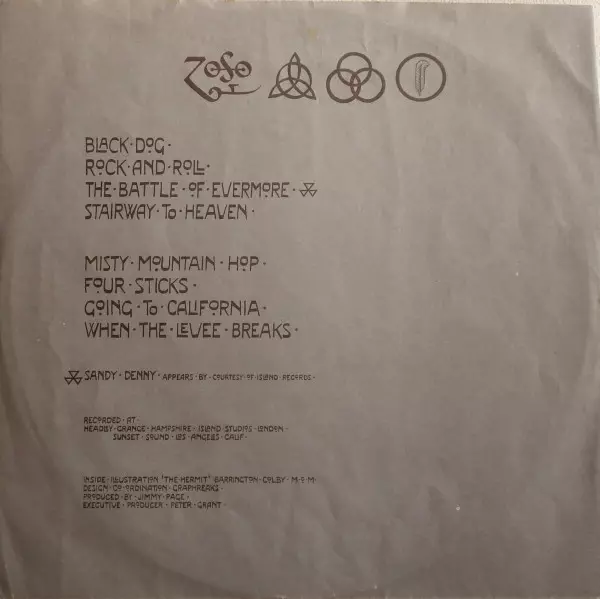 ZoSo
BLACK·DOG·
ROCK·AND·ROLL·
THE·BATTLE·OF·EVERMORE·
STAIRWAY·To·HEAVEN·
MISTY·MOUNTAIN·HOP·
FOUR·STICKS·
GOING·To·CALIFORNIA·
WHEN·THE·LEVEE·BREAKS·
SANDY·DENNY·APPEARS·BY·COURTESY·OF·ISLAND·RECORDS·
RECORDED·AT·
HEADLEY·GRANGE·HAMPSHIRE·ISLAND·STUDIOS·LONDON·
SUNSET·SOUND·LOS·ANGELES·CALIF·
INSIDE·ILLUSTRATION·"THE·HERMIT"·BARRINGTON·COLBY·M·O·M·
DESIGN·CO-ORDINATION·GRAPHREAKS·
PRODUCED·BY·JIMMY·PAGE·
EXECUTIVE·PRODUCER·PETER·GRANT·